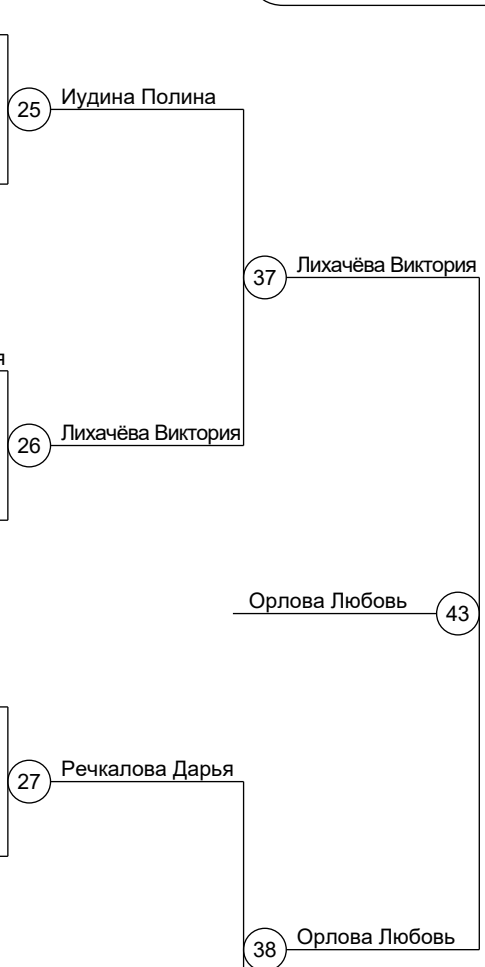 25
Иудина Полина
37
Лихачёва Виктория
я
26
Лихачёва Виктория
Орлова Любовь
43
27
Речкалова Дарья
38
Орлова Любовь